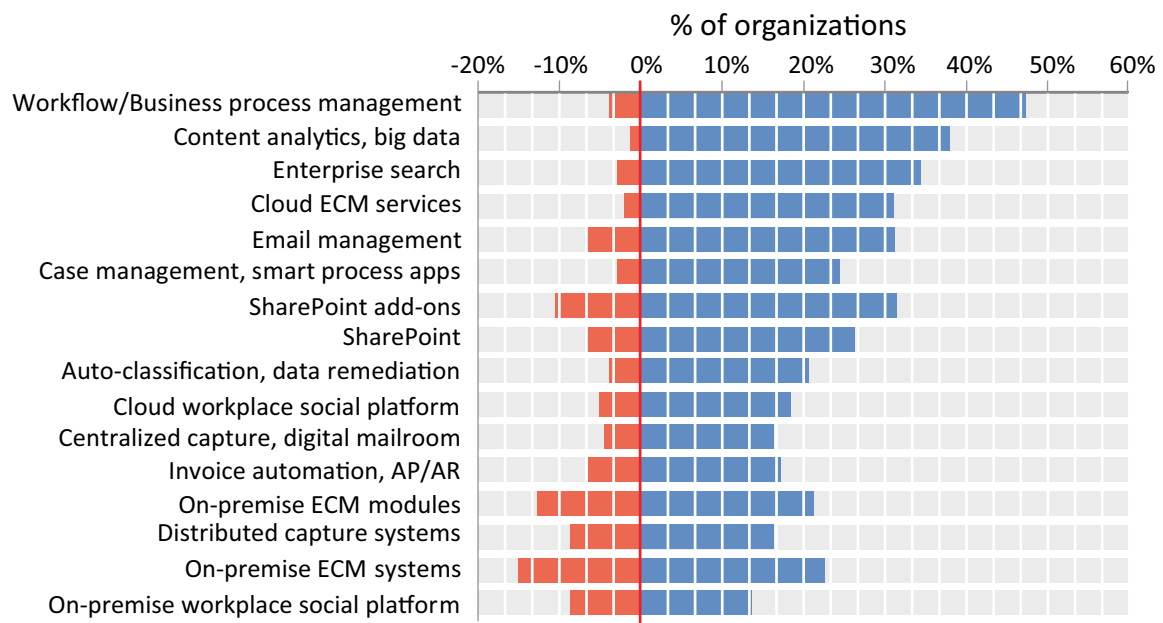 % of organizations
-20% -10% 0% 10% 20% 30% 40% 50% 60%
Workflow/Business process management
Content analytics, big data
Enterprise search
Cloud ECM services
Email management
Case management, smart process apps
SharePoint add-ons
SharePoint
Auto-classification, data remediation
Cloud workplace social platform
Centralized capture, digital mailroom
Invoice automation, AP/AR
On-premise ECM modules
Distributed capture systems
On-premise ECM systems
On-premise workplace social platform